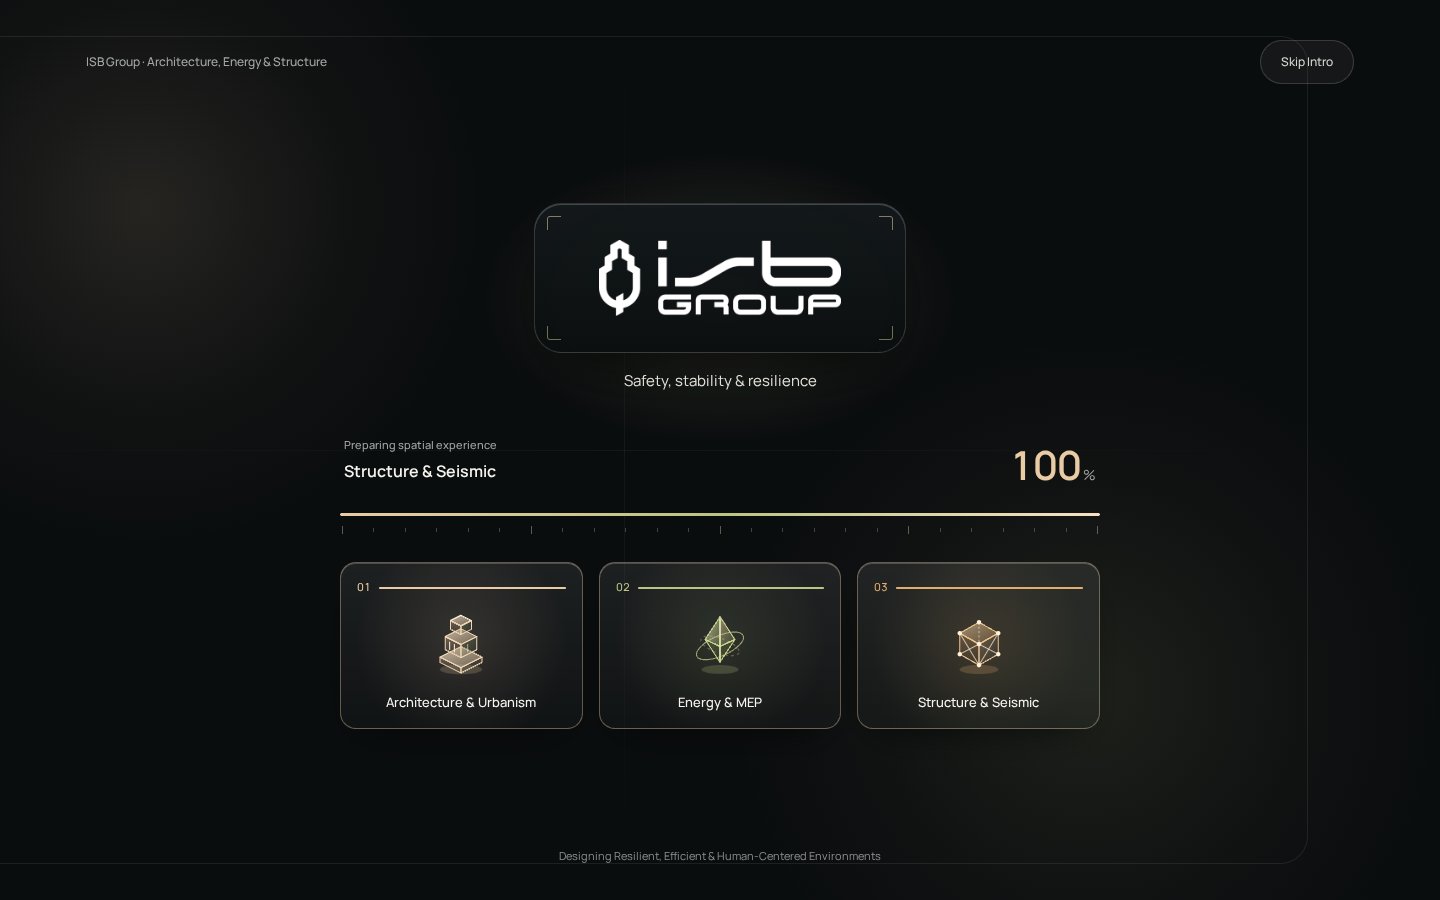 ISB Group · Architecture, Energy & Structure
Skip Intro
isb
GROUP
Safety, stability & resilience
Preparing spatial experience
Structure & Seismic
100%
01
02
03
Architecture & Urbanism
Energy & MEP
Structure & Seismic
Designing Resilient, Efficient & Human-Centered Environments